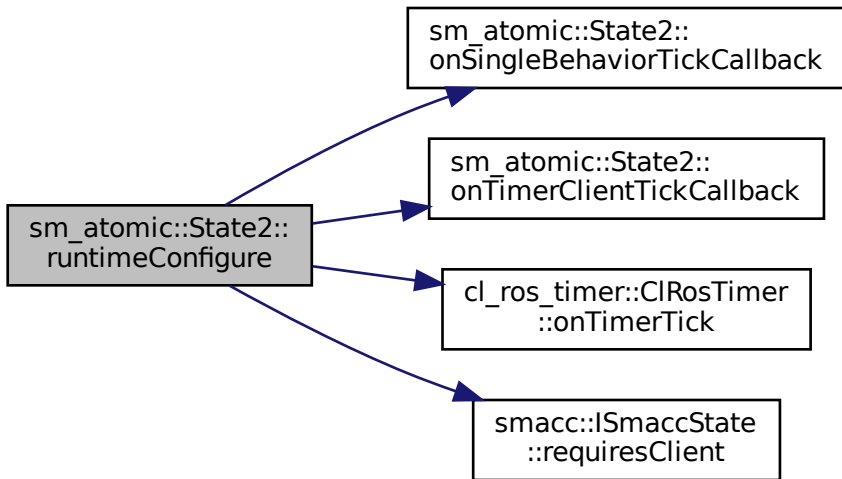 sm_atomic::State2::
onSingleBehaviorTickCallback
sm_atomic::State2::
onTimerClientTickCallback
sm_atomic::State2::
runtimeConfigure
cl_ros_timer::ClRosTimer
::onTimerTick
smacc::ISmaccState
::requiresClient